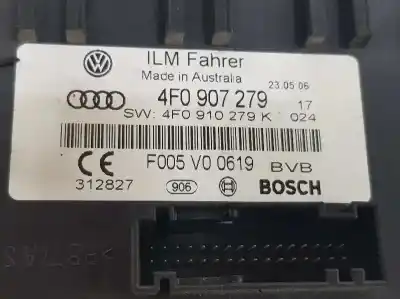 ILM Fahrer
Made in Australia
23.05.06
4F0 907 279
17
SW: 4F0 910 279 K 024
CE
F005 V0 0619 BVB
312827
906
BOSCH